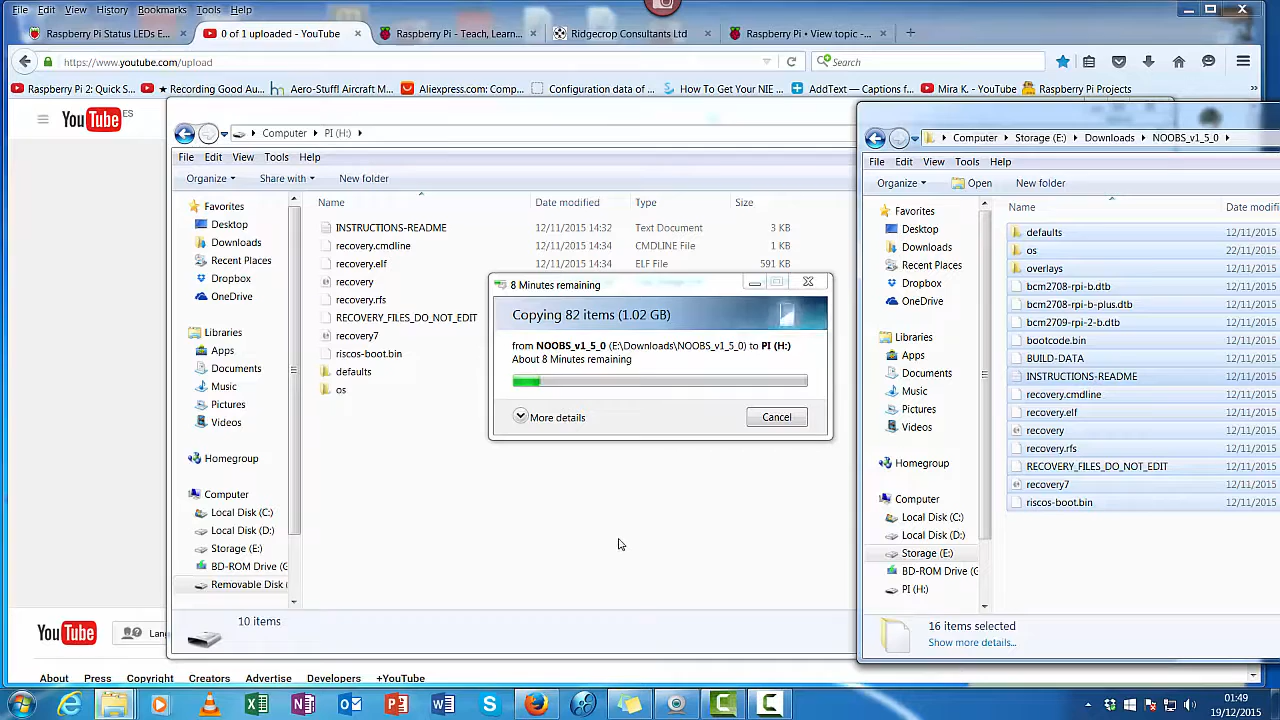 File Edit View History Bookmarks Tools Help
Raspberry Pi Status LEDs E... 0 of 1 uploaded - YouTube Raspberry Pi - Teach, Learn... Ridgecrop Consultants Ltd Raspberry Pi • View topic -...
https://www.youtube.com/upload Search
Raspberry Pi 2: Quick S... ★ Recording Good Au... Aero-Stuff Aircraft M... Aliexpress.com: Comp... Configuration data of ... How To Get Your NIE ... AddText — Captions f... Mira K. - YouTube Raspberry Pi Projects
YouTube ES
Computer PI (H:)
File Edit View Tools Help
Organize Share with New folder
Favorites
Desktop
Downloads
Recent Places
Dropbox
OneDrive
Libraries
Apps
Documents
Music
Pictures
Videos
Homegroup
Computer
Local Disk (C:)
Local Disk (D:)
Storage (E:)
BD-ROM Drive (G
Removable Disk
Name Date modified Type Size
INSTRUCTIONS-README 12/11/2015 14:32 Text Document 3 KB
recovery.cmdline 12/11/2015 14:34 CMDLINE File 1 KB
recovery.elf 12/11/2015 14:34 ELF File 591 KB
recovery
recovery.rfs
RECOVERY_FILES_DO_NOT_EDIT
recovery7
riscos-boot.bin
defaults
os
10 items
8 Minutes remaining
Copying 82 items (1.02 GB)
from NOOBS_v1_5_0 (E:\Downloads\NOOBS_v1_5_0) to PI (H:)
About 8 Minutes remaining
More details Cancel
Computer Storage (E:) Downloads NOOBS_v1_5_0
File Edit View Tools Help
Organize Open New folder
Favorites
Desktop
Downloads
Recent Places
Dropbox
OneDrive
Libraries
Apps
Documents
Music
Pictures
Videos
Homegroup
Computer
Local Disk (C:)
Local Disk (D:)
Storage (E:)
BD-ROM Drive (G
PI (H:)
Name Date modifi
defaults 12/11/2015
os 22/11/2015
overlays 12/11/2015
bcm2708-rpi-b.dtb 12/11/2015
bcm2708-rpi-b-plus.dtb 12/11/2015
bcm2709-rpi-2-b.dtb 12/11/2015
bootcode.bin 12/11/2015
BUILD-DATA 12/11/2015
INSTRUCTIONS-README 12/11/2015
recovery.cmdline 12/11/2015
recovery.elf 12/11/2015
recovery 12/11/2015
recovery.rfs 12/11/2015
RECOVERY_FILES_DO_NOT_EDIT 12/11/2015
recovery7 12/11/2015
riscos-boot.bin 12/11/2015
16 items selected
Show more details...
YouTube Lang
About Press Copyright Creators Advertise Developers +YouTube
01:49
19/12/2015